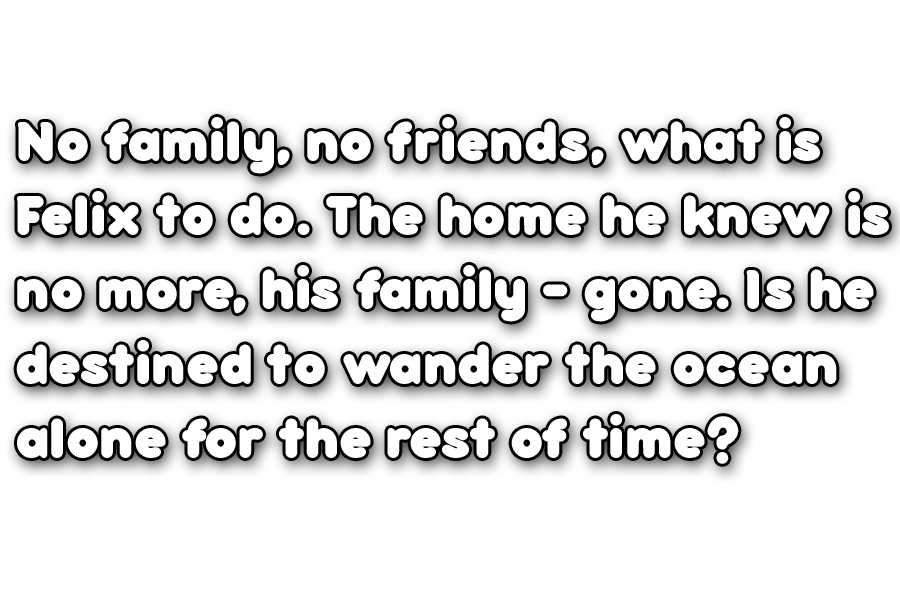 No family, no friends, what is
Felix to do. The home he knew is
no more, his family - gone. Is he
destined to wander the ocean
alone for the rest of time?